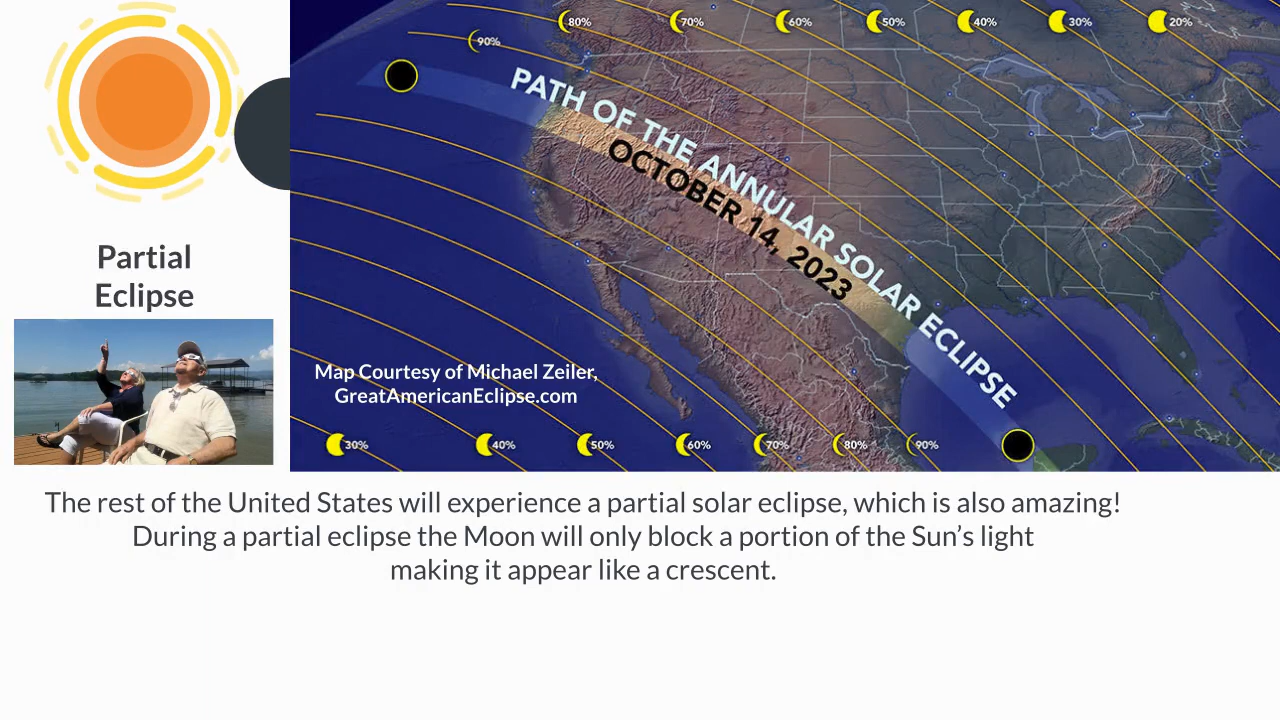 80%
70%
60%
50%
40%
30%
20%
90%
PATH OF THE ANNULAR SOLAR ECLIPSE
OCTOBER 14, 2023
Partial
Eclipse
Map Courtesy of Michael Zeiler,
GreatAmericanEclipse.com
30%
40%
50%
60%
70%
80%
90%
The rest of the United States will experience a partial solar eclipse, which is also amazing!
During a partial eclipse the Moon will only block a portion of the Sun’s light
making it appear like a crescent.